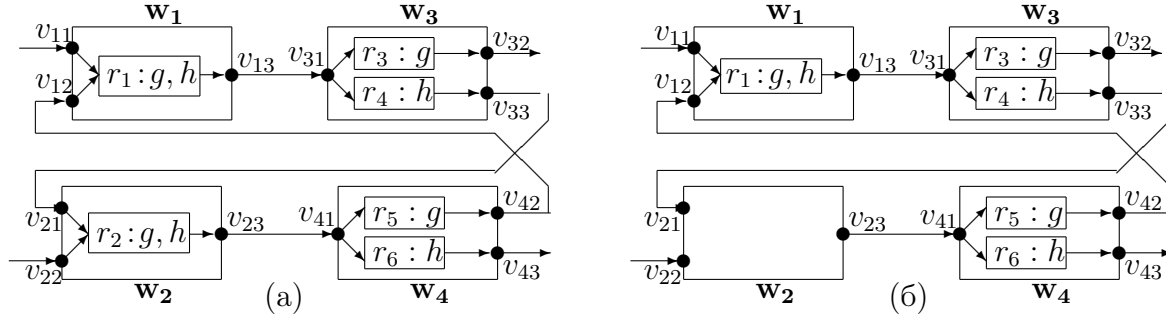 w₁ w₃ w₁ w₃
v₁₁ v₃₂ v₁₁ v₃₂
r₃ : g r₃ : g
v₁₂ r₁ : g, h v₁₃ v₃₁ v₁₂ r₁ : g, h v₁₃ v₃₁
r₄ : h r₄ : h
v₃₃ v₃₃
v₂₁ r₂ : g, h v₂₃ v₄₁ r₅ : g v₄₂ v₂₁ v₂₃ v₄₁ r₅ : g v₄₂
r₆ : h r₆ : h
v₂₂ v₄₃ v₂₂ v₄₃
w₂ (а) w₄ w₂ (б) w₄